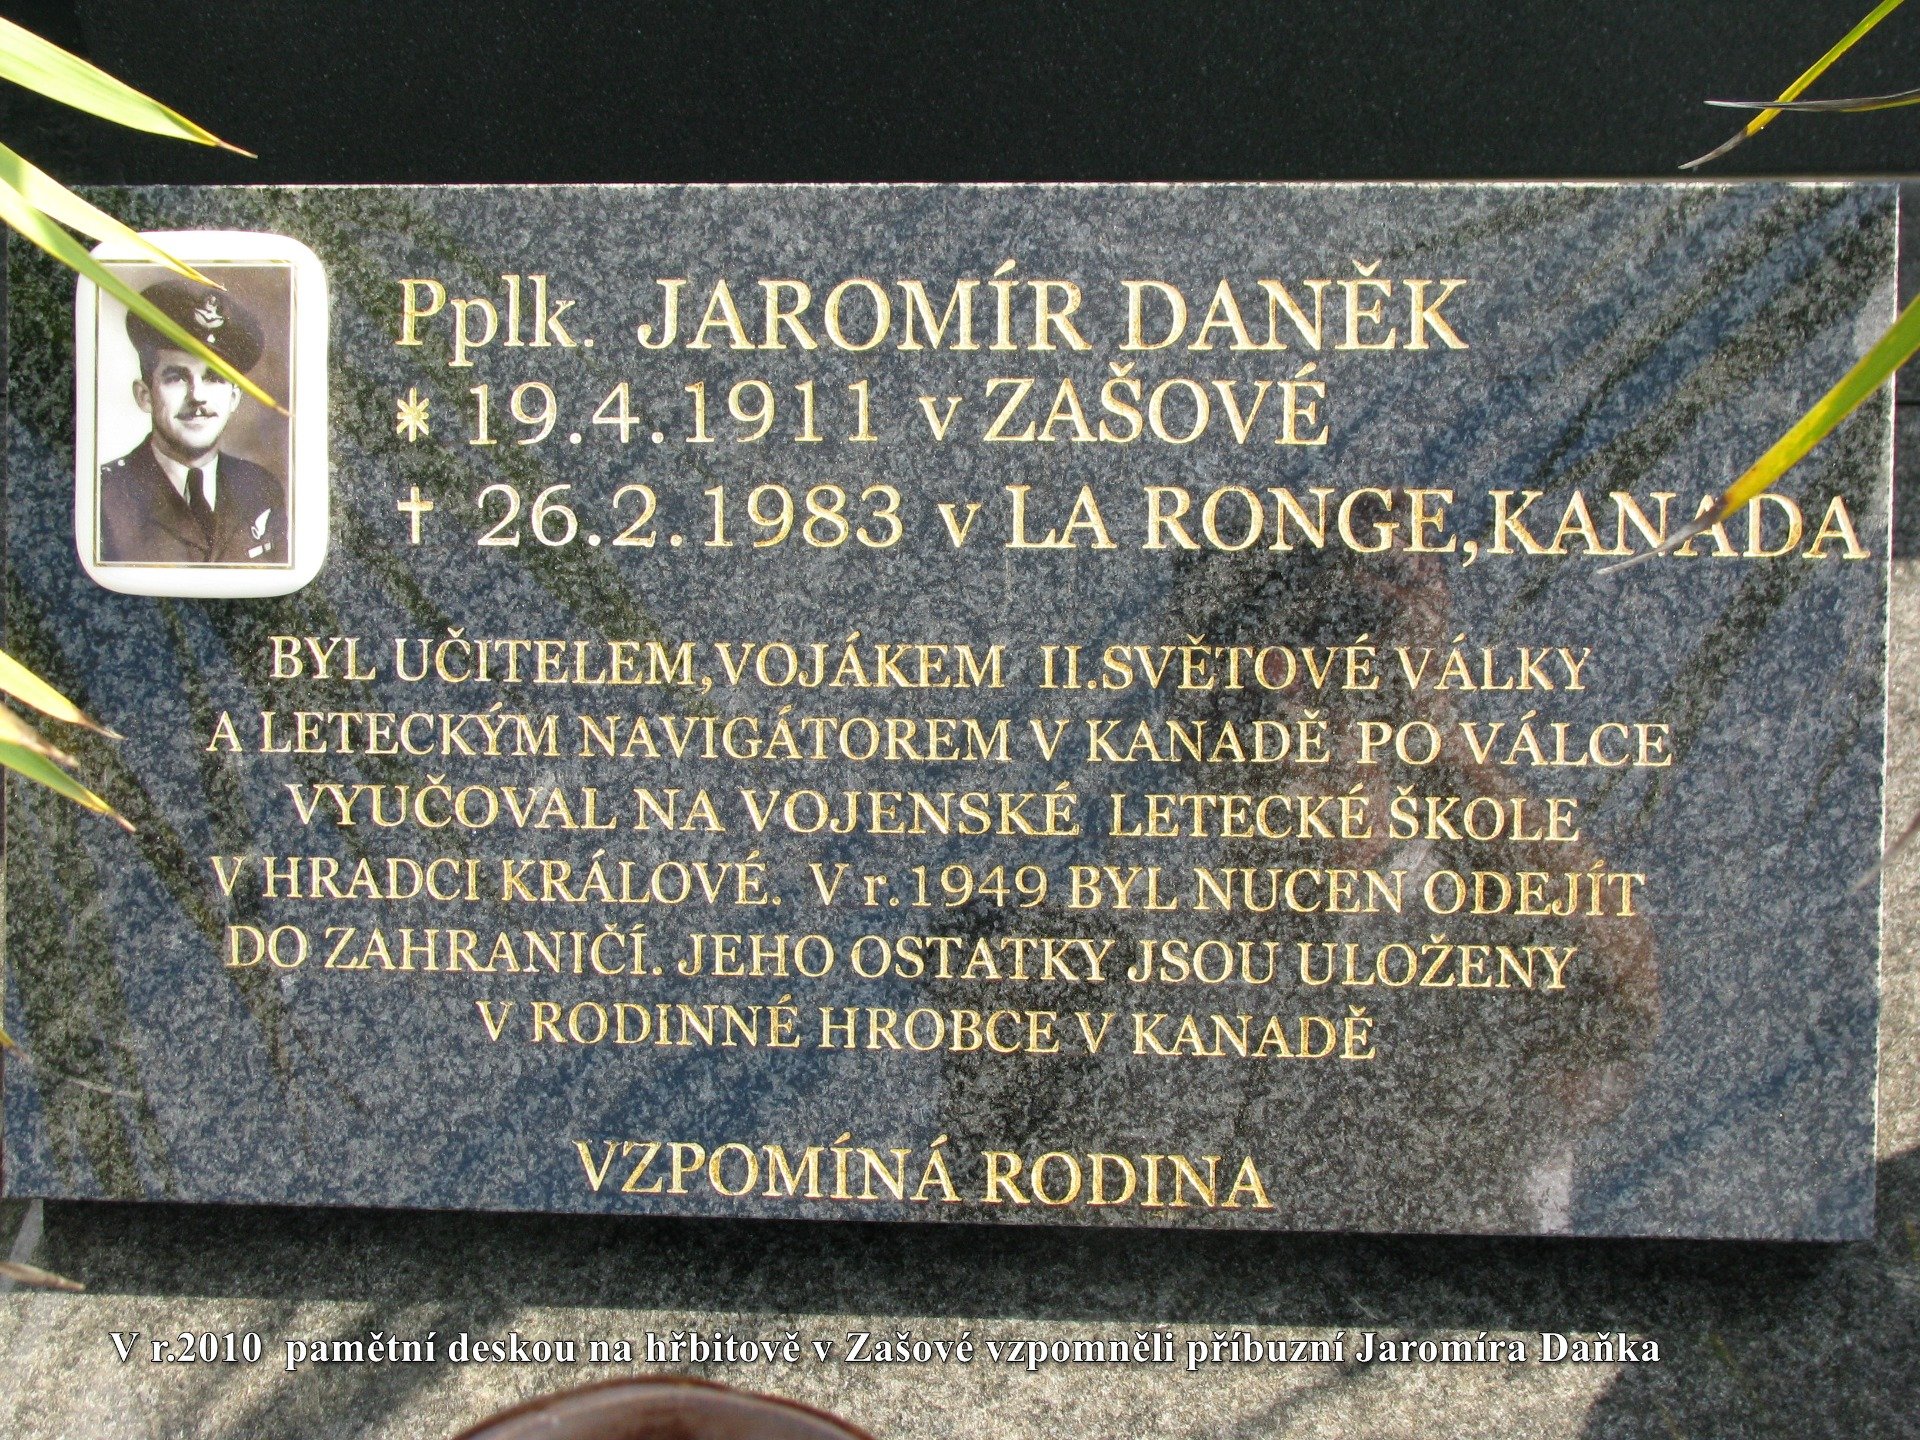 Pplk. JAROMÍR DANĚK
* 19.4.1911 v ZAŠOVÉ
† 26.2.1983 v LA RONGE,KANADA
BYL UČITELEM,VOJÁKEM II.SVĚTOVÉ VÁLKY
A LETECKÝM NAVIGÁTOREM V KANADĚ PO VÁLCE
VYUČOVAL NA VOJENSKÉ LETECKÉ ŠKOLE
V HRADCI KRÁLOVÉ. V r.1949 BYL NUCEN ODEJÍT
DO ZAHRANIČÍ. JEHO OSTATKY JSOU ULOŽENY
V RODINNÉ HROBCE V KANADĚ
VZPOMÍNÁ RODINA
V r.2010 pamětní deskou na hřbitově v Zašové vzpomněli příbuzní Jaromíra Daňka